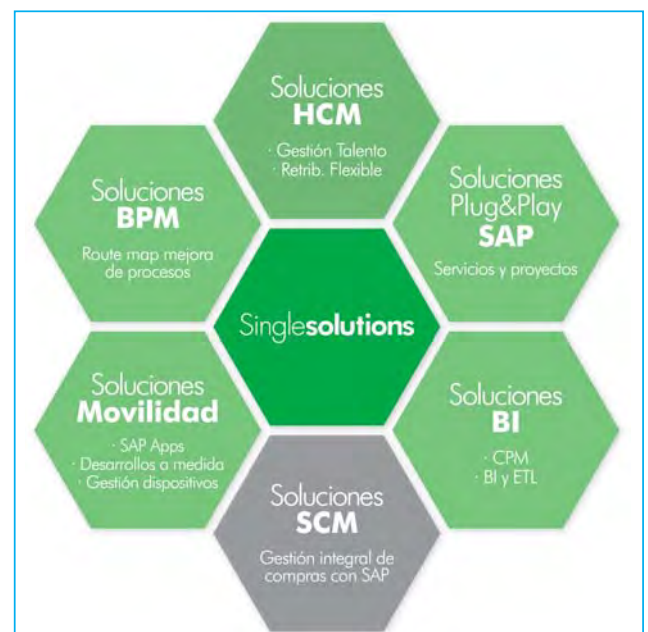 Soluciones
HCM
· Gestión Talento
· Retrib. Flexible
Soluciones
BPM
Route map mejora
de procesos
Soluciones
Plug&Play
SAP
Servicios y proyectos
Singlesolutions
Soluciones
Movilidad
· SAP Apps
· Desarrollos a medida
· Gestión dispositivos
Soluciones
BI
· CPM
· BI y ETL
Soluciones
SCM
Gestión integral de
compras con SAP